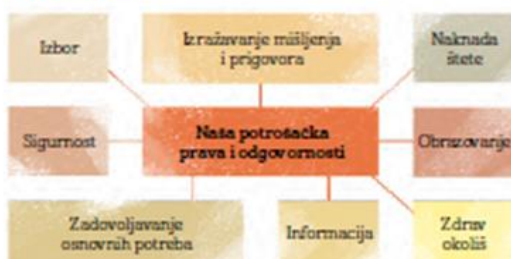 Izbor
Izražavanje mišljenja
i prigovora
Naknada
štete
Sigurnost
Naša potrošačka
prava i odgovornosti
Obrazovanje
Zadovoljavanje
osnovnih potreba
Informacija
Zdrav
okoliš